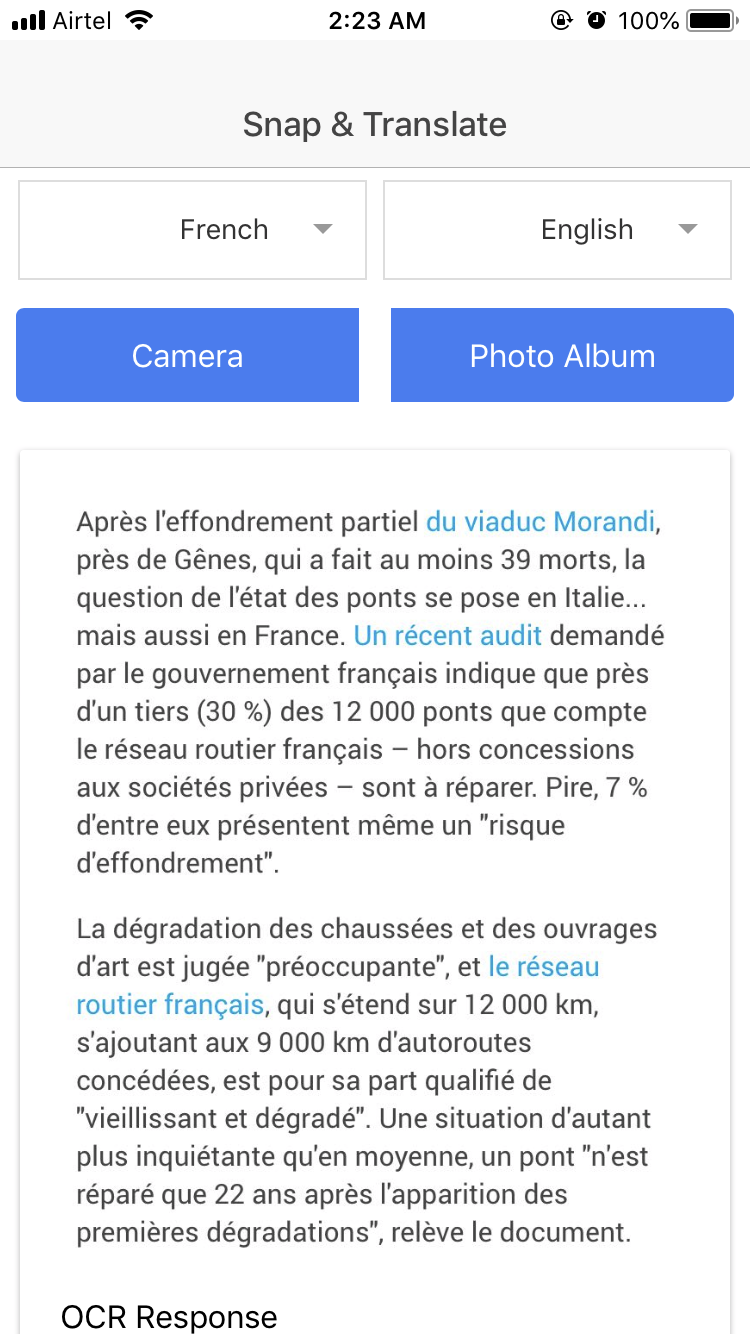 Airtel 2:23 AM 100%
Snap & Translate
French English
Camera Photo Album
Après l'effondrement partiel du viaduc Morandi,
près de Gênes, qui a fait au moins 39 morts, la
question de l'état des ponts se pose en Italie...
mais aussi en France. Un récent audit demandé
par le gouvernement français indique que près
d'un tiers (30 %) des 12 000 ponts que compte
le réseau routier français – hors concessions
aux sociétés privées – sont à réparer. Pire, 7 %
d'entre eux présentent même un "risque
d'effondrement".
La dégradation des chaussées et des ouvrages
d'art est jugée "préoccupante", et le réseau
routier français, qui s'étend sur 12 000 km,
s'ajoutant aux 9 000 km d'autoroutes
concédées, est pour sa part qualifié de
"vieillissant et dégradé". Une situation d'autant
plus inquiétante qu'en moyenne, un pont "n'est
réparé que 22 ans après l'apparition des
premières dégradations", relève le document.
OCR Response